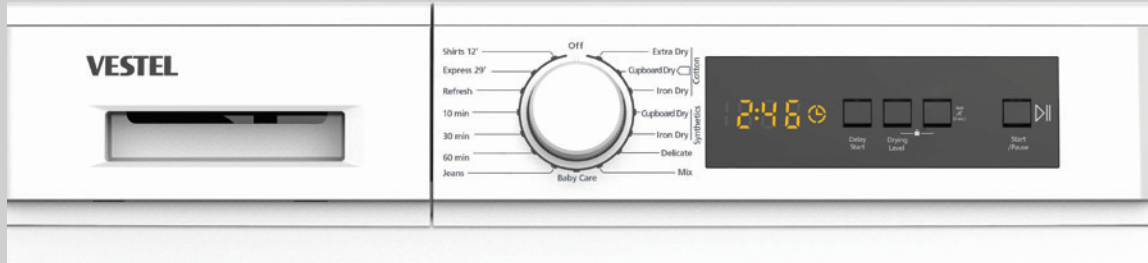 VESTEL
Off
Shirts 12'
Express 29'
Refresh
10 min
30 min
60 min
Jeans
Baby Care
Extra Dry
Cupboard Dry
Iron Dry
Cotton
Cupboard Dry
Iron Dry
Synthetics
Delicate
Mix
2:46
Delay
Start
Drying
Level
Start
/Pause